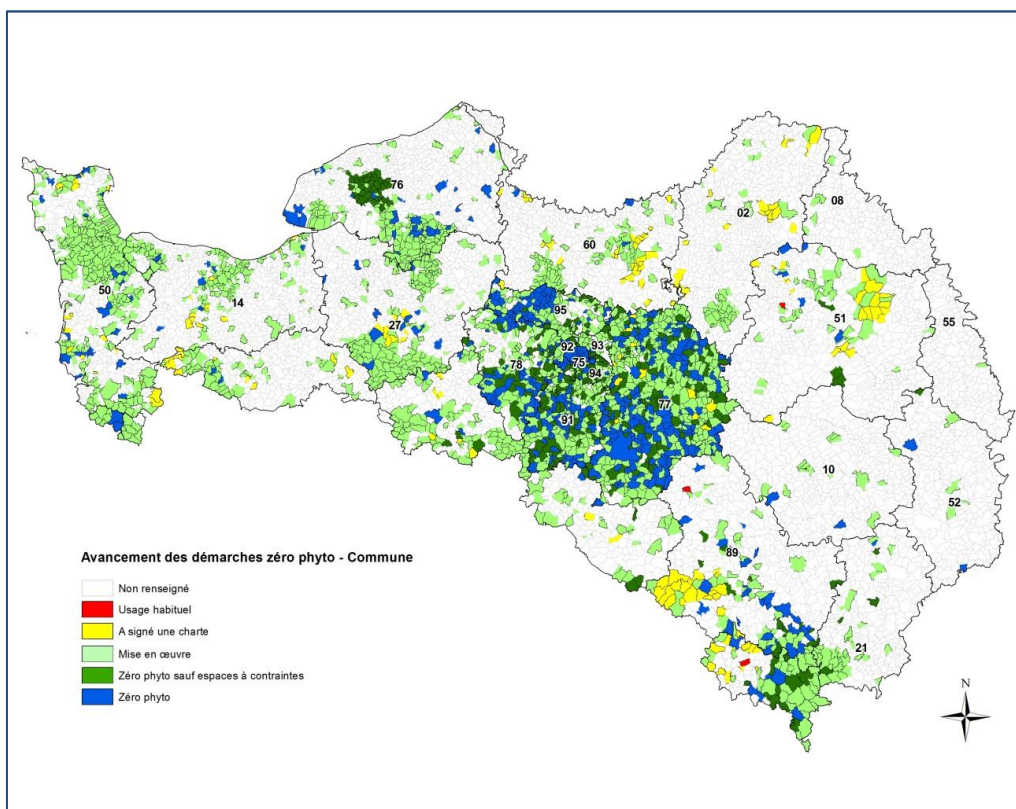 76
02
08
60
50
14
51
55
27
95
92
93
75
78
94
77
91
10
52
89
21
Avancement des démarches zéro phyto - Commune
Non renseigné
Usage habituel
A signé une charte
Mise en œuvre
Zéro phyto sauf espaces à contraintes
Zéro phyto
N